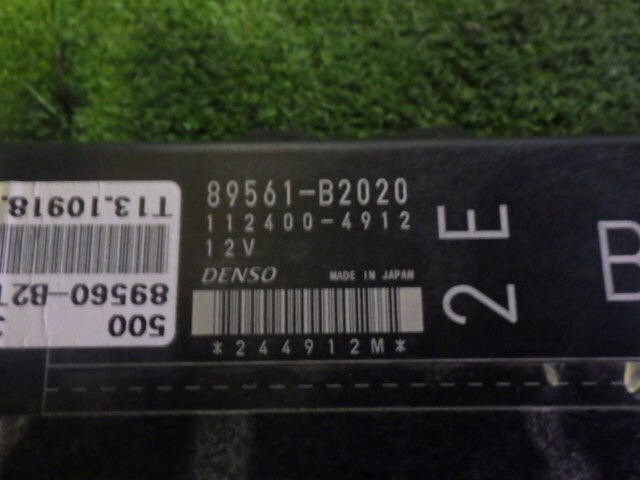 89561-B2020
112400-4912
12V
DENSO MADE IN JAPAN
*244912M*
2E
B
500
89560-B2
T13.10918.